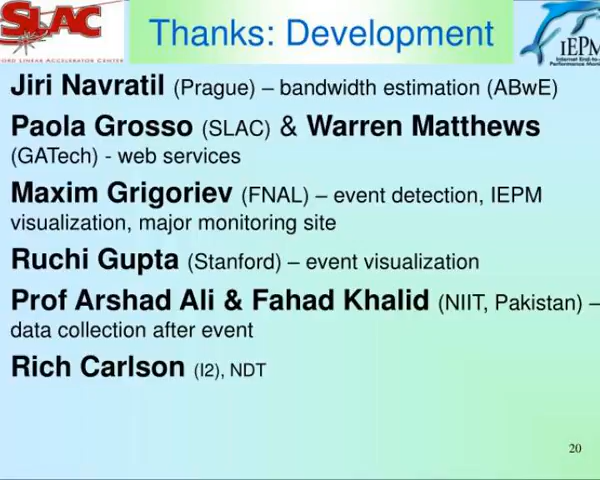 SLAC
Thanks: Development
FORD LINEAR ACCELERATOR CENTER
IEPM
Internet End-to-
Performance Moni
Jiri Navratil (Prague) – bandwidth estimation (ABwE)
Paola Grosso (SLAC) & Warren Matthews
(GATech) - web services
Maxim Grigoriev (FNAL) – event detection, IEPM
visualization, major monitoring site
Ruchi Gupta (Stanford) – event visualization
Prof Arshad Ali & Fahad Khalid (NIIT, Pakistan) –
data collection after event
Rich Carlson (I2), NDT
20